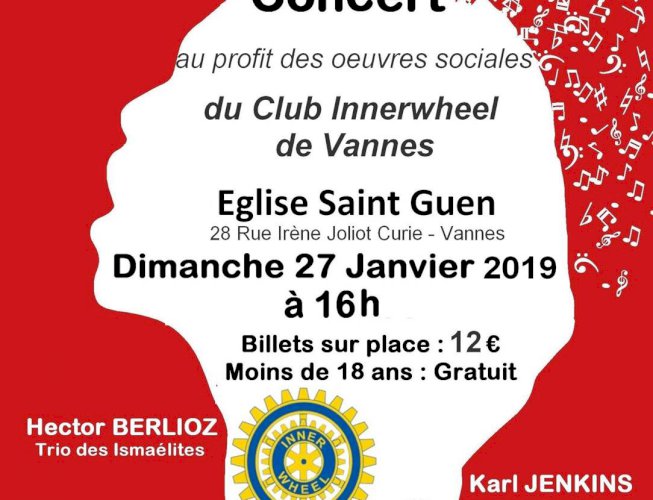 Concert
au profit des oeuvres sociales
du Club Innerwheel
de Vannes
Eglise Saint Guen
28 Rue Irène Joliot Curie - Vannes
Dimanche 27 Janvier 2019
à 16h
Billets sur place : 12€
Moins de 18 ans : Gratuit
Hector BERLIOZ
Trio des Ismaélites
INNER
WHEEL
Karl JENKINS